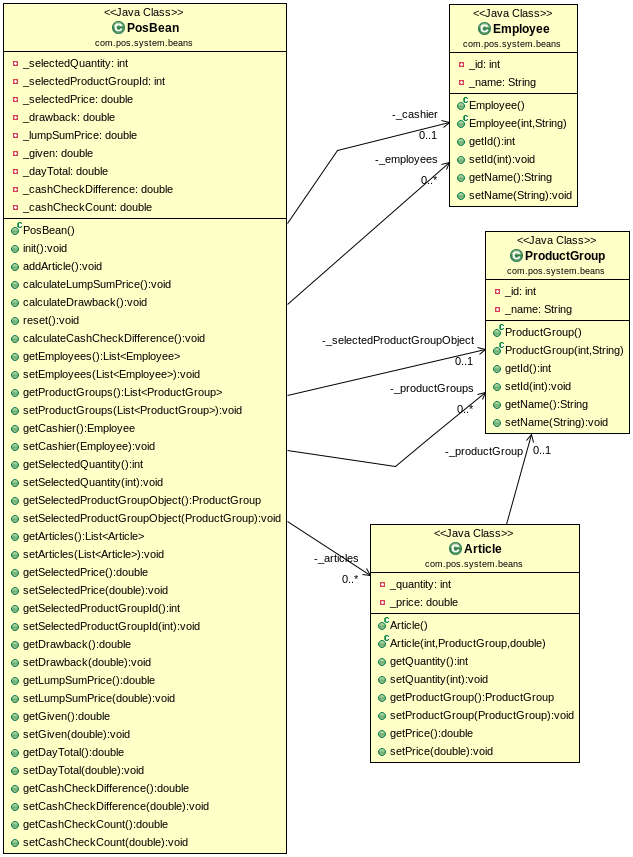 <<Java Class>>
PosBean
com.pos.system.beans
_selectedQuantity: int
_selectedProductGroupId: int
_selectedPrice: double
_drawback: double
_lumpSumPrice: double
_given: double
_dayTotal: double
_cashCheckDifference: double
_cashCheckCount: double
PosBean()
init():void
addArticle():void
calculateLumpSumPrice():void
calculateDrawback():void
reset():void
calculateCashCheckDifference():void
getEmployees():List<Employee>
setEmployees(List<Employee>):void
getProductGroups():List<ProductGroup>
setProductGroups(List<ProductGroup>):void
getCashier():Employee
setCashier(Employee):void
getSelectedQuantity():int
setSelectedQuantity(int):void
getSelectedProductGroupObject():ProductGroup
setSelectedProductGroupObject(ProductGroup):void
getArticles():List<Article>
setArticles(List<Article>):void
getSelectedPrice():double
setSelectedPrice(double):void
getSelectedProductGroupId():int
setSelectedProductGroupId(int):void
getDrawback():double
setDrawback(double):void
getLumpSumPrice():double
setLumpSumPrice(double):void
getGiven():double
setGiven(double):void
getDayTotal():double
setDayTotal(double):void
getCashCheckDifference():double
setCashCheckDifference(double):void
getCashCheckCount():double
setCashCheckCount(double):void
-_cashier
0..1
-_employees
0..*
<<Java Class>>
Employee
com.pos.system.beans
_id: int
_name: String
Employee()
Employee(int,String)
getId():int
setId(int):void
getName():String
setName(String):void
-_selectedProductGroupObject
0..1
-_productGroups
0..*
<<Java Class>>
ProductGroup
com.pos.system.beans
_id: int
_name: String
ProductGroup()
ProductGroup(int,String)
getId():int
setId(int):void
getName():String
setName(String):void
-_productGroup
0..1
-_articles
0..*
<<Java Class>>
Article
com.pos.system.beans
_quantity: int
_price: double
Article()
Article(int,ProductGroup,double)
getQuantity():int
setQuantity(int):void
getProductGroup():ProductGroup
setProductGroup(ProductGroup):void
getPrice():double
setPrice(double):void